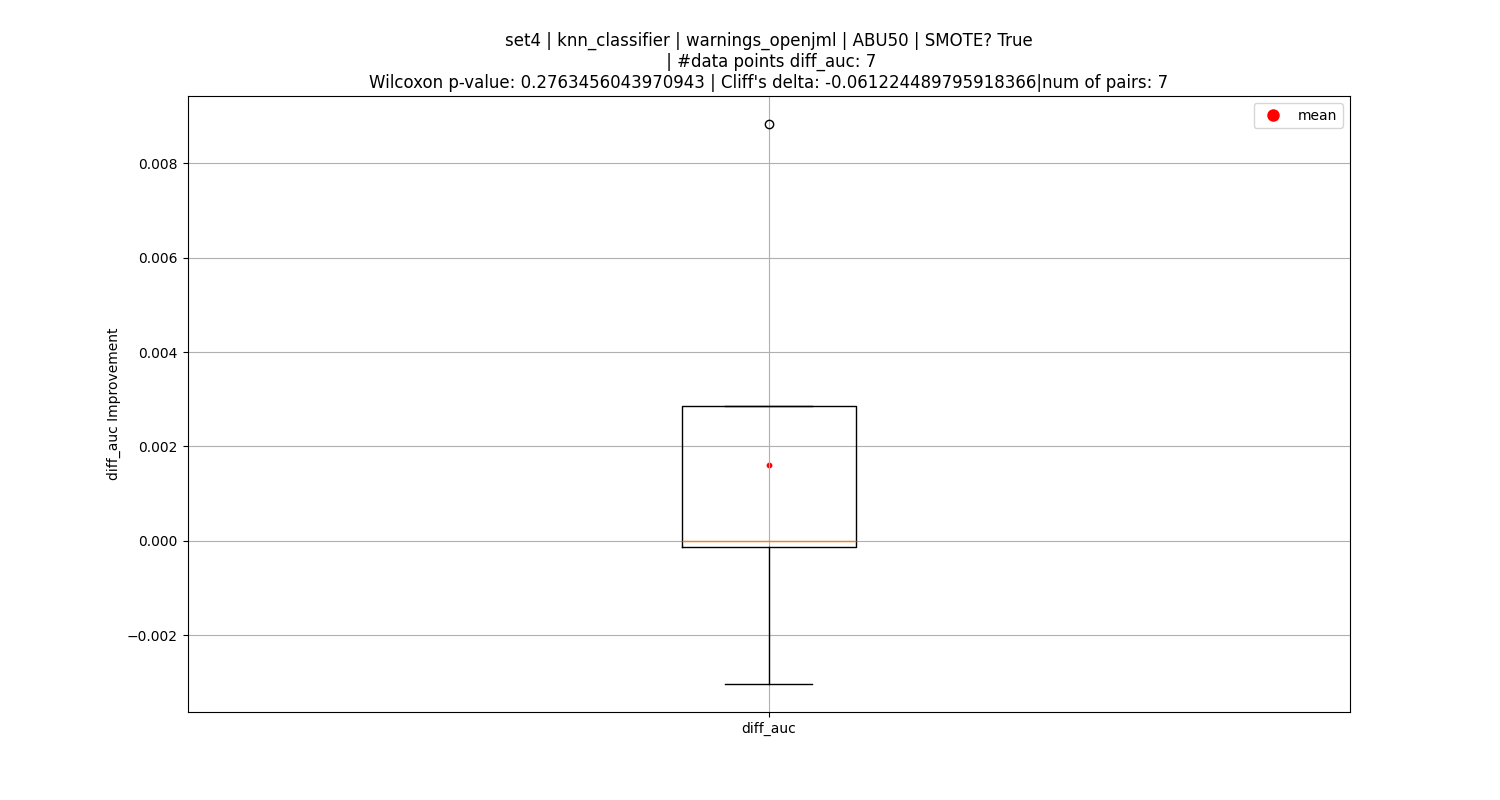 set4 | knn_classifier | warnings_openjml | ABU50 | SMOTE? True
| #data points diff_auc: 7
Wilcoxon p-value: 0.2763456043970943 | Cliff's delta: -0.061224489795918366|num of pairs: 7
mean
0.008
0.006
0.004
0.002
0.000
−0.002
diff_auc Improvement
diff_auc